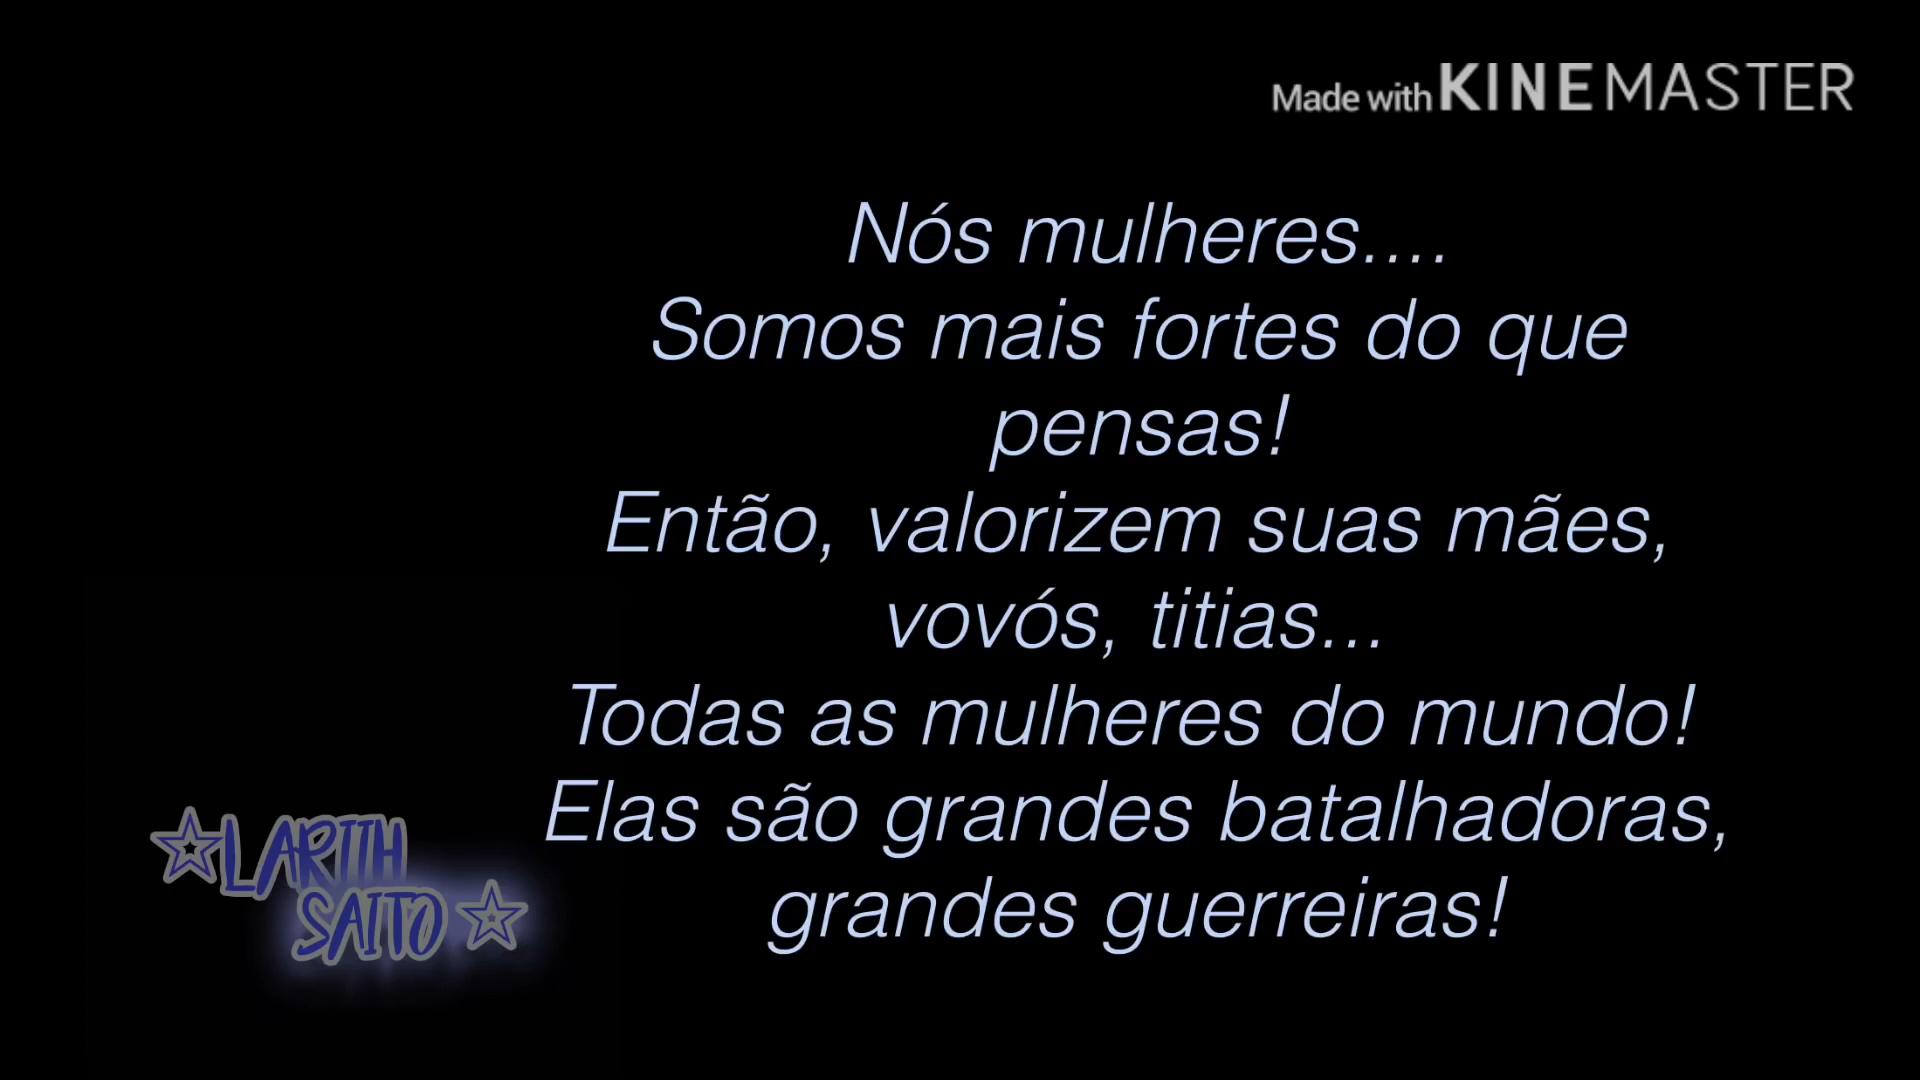 Made with KINEMASTER
Nós mulheres....
Somos mais fortes do que
pensas!
Então, valorizem suas mães,
vovós, titias...
Todas as mulheres do mundo!
Elas são grandes batalhadoras,
grandes guerreiras!
☆LARITH
SAITO☆